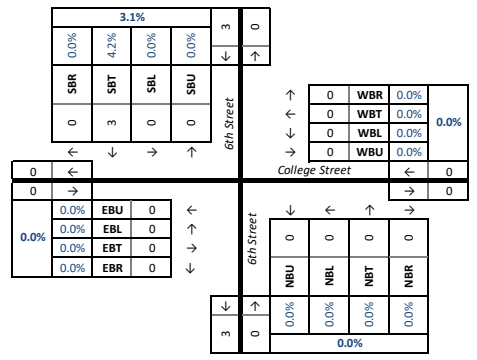 3.1%
3 0
0.0% 4.2% 0.0% 0.0%
↓ ↑
SBR SBT SBL SBU
6th Street
0 3 0 0
← ↓ → ↑
↑ 0 WBR 0.0%
← 0 WBT 0.0%
↓ 0 WBL 0.0%
→ 0 WBU 0.0%
0.0%
0 ←
College Street
← 0
0 →
→ 0
0.0%
0.0% EBU 0 ←
0.0% EBL 0 ↑
0.0% EBT 0 →
0.0% EBR 0 ↓
6th Street
↓ ← ↑ →
0 0 0 0
NBU NBL NBT NBR
↓ ↑
0.0% 0.0% 0.0% 0.0%
3 0
0.0%